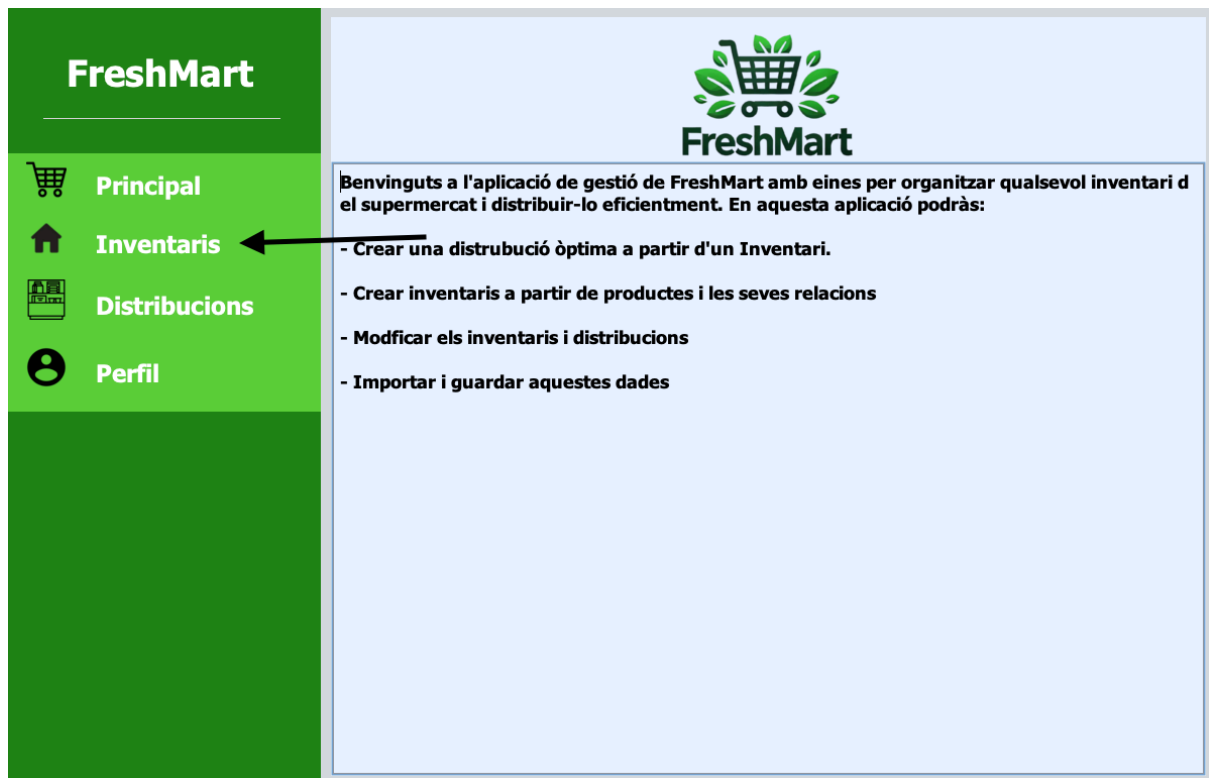 FreshMart
Principal
Inventaris
Distribucions
Perfil
FreshMart
Benvinguts a l'aplicació de gestió de FreshMart amb eines per organitzar qualsevol inventari d
el supermercat i distribuir-lo eficientment. En aquesta aplicació podràs:
- Crear una distrubució òptima a partir d'un Inventari.
- Crear inventaris a partir de productes i les seves relacions
- Modficar els inventaris i distribucions
- Importar i guardar aquestes dades